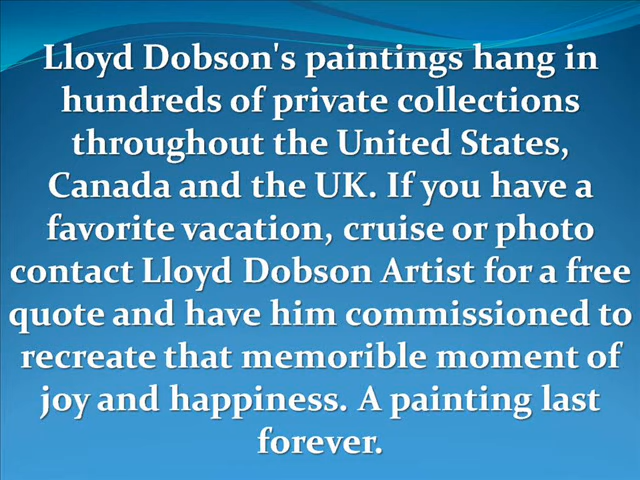 Lloyd Dobson's paintings hang in
hundreds of private collections
throughout the United States,
Canada and the UK. If you have a
favorite vacation, cruise or photo
contact Lloyd Dobson Artist for a free
quote and have him commissioned to
recreate that memorible moment of
joy and happiness. A painting last
forever.